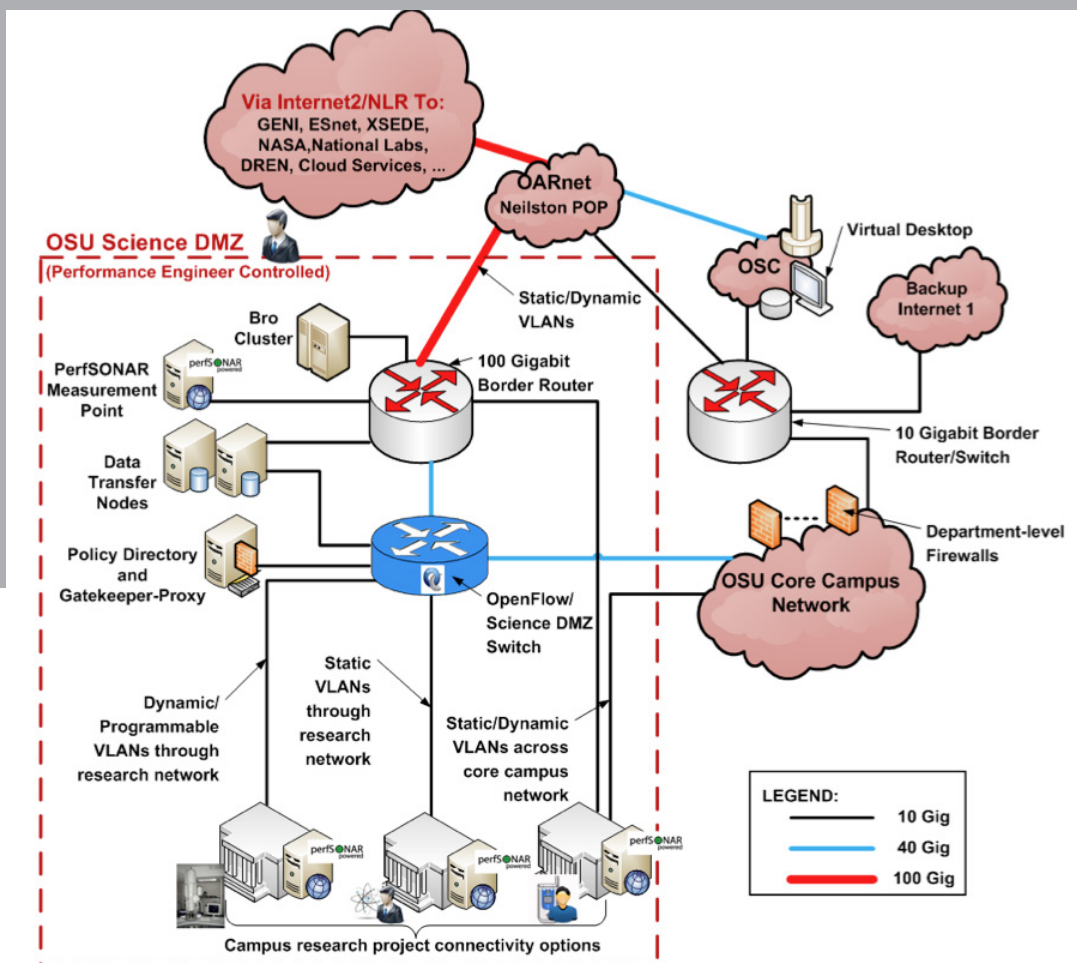 Via Internet2/NLR To:
GENI, ESnet, XSEDE,
NASA,National Labs,
DREN, Cloud Services, ...
OARnet
Neilston POP
OSU Science DMZ
(Performance Engineer Controlled)
Static/Dynamic
VLANs
OSC
Virtual Desktop
Backup
Internet 1
Bro
Cluster
PerfSONAR
Measurement
Point
perfSONAR
powered
100 Gigabit
Border Router
10 Gigabit Border
Router/Switch
Data
Transfer
Nodes
Department-level
Firewalls
Policy Directory
and
Gatekeeper-Proxy
OpenFlow/
Science DMZ
Switch
OSU Core Campus
Network
Dynamic/
Programmable
VLANs through
research network
Static
VLANs
through
research
network
Static/Dynamic
VLANs across
core campus
network
LEGEND:
10 Gig
40 Gig
100 Gig
perfSONAR
powered
perfSONAR
powered
perfSONAR
powered
Campus research project connectivity options